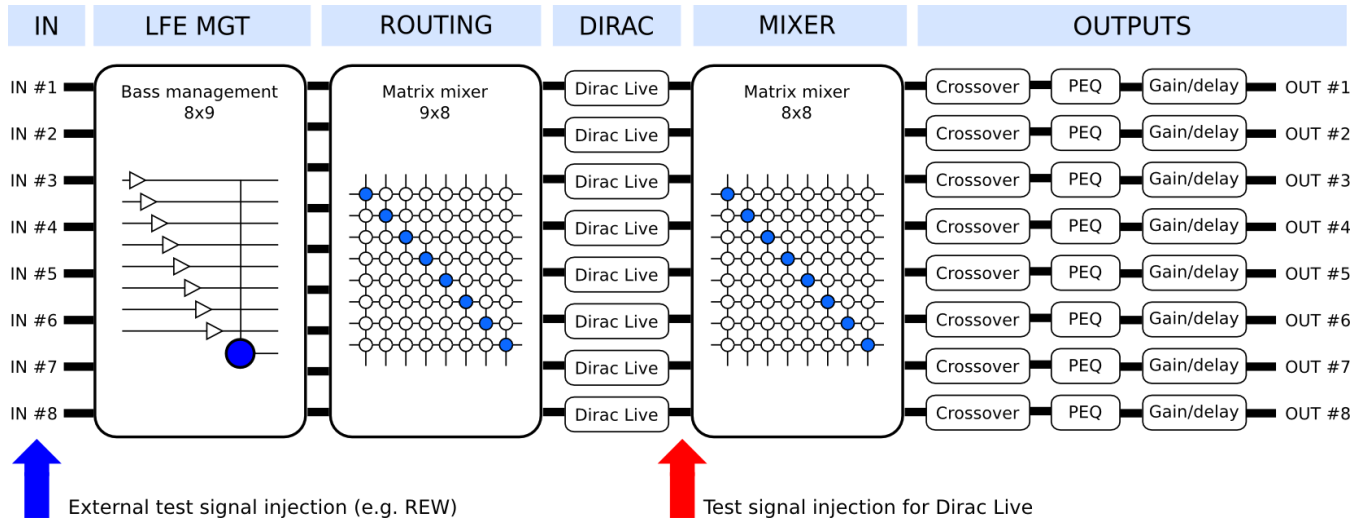 IN LFE MGT ROUTING DIRAC MIXER OUTPUTS
IN #1 Bass management Matrix mixer Dirac Live Matrix mixer Crossover PEQ Gain/delay OUT #1
8x9 9x8 8x8
IN #2 Dirac Live Crossover PEQ Gain/delay OUT #2
IN #3 Dirac Live Crossover PEQ Gain/delay OUT #3
IN #4 Dirac Live Crossover PEQ Gain/delay OUT #4
IN #5 Dirac Live Crossover PEQ Gain/delay OUT #5
IN #6 Dirac Live Crossover PEQ Gain/delay OUT #6
IN #7 Dirac Live Crossover PEQ Gain/delay OUT #7
IN #8 Dirac Live Crossover PEQ Gain/delay OUT #8
External test signal injection (e.g. REW) Test signal injection for Dirac Live